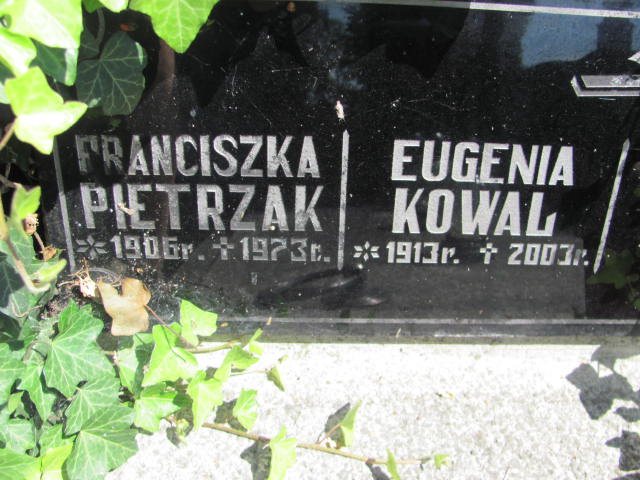 FRANCISZKA
PIETRZAK
* 1906r. ✝ 1973r.
EUGENIA
KOWAL
* 1913r. ✝ 2003r.